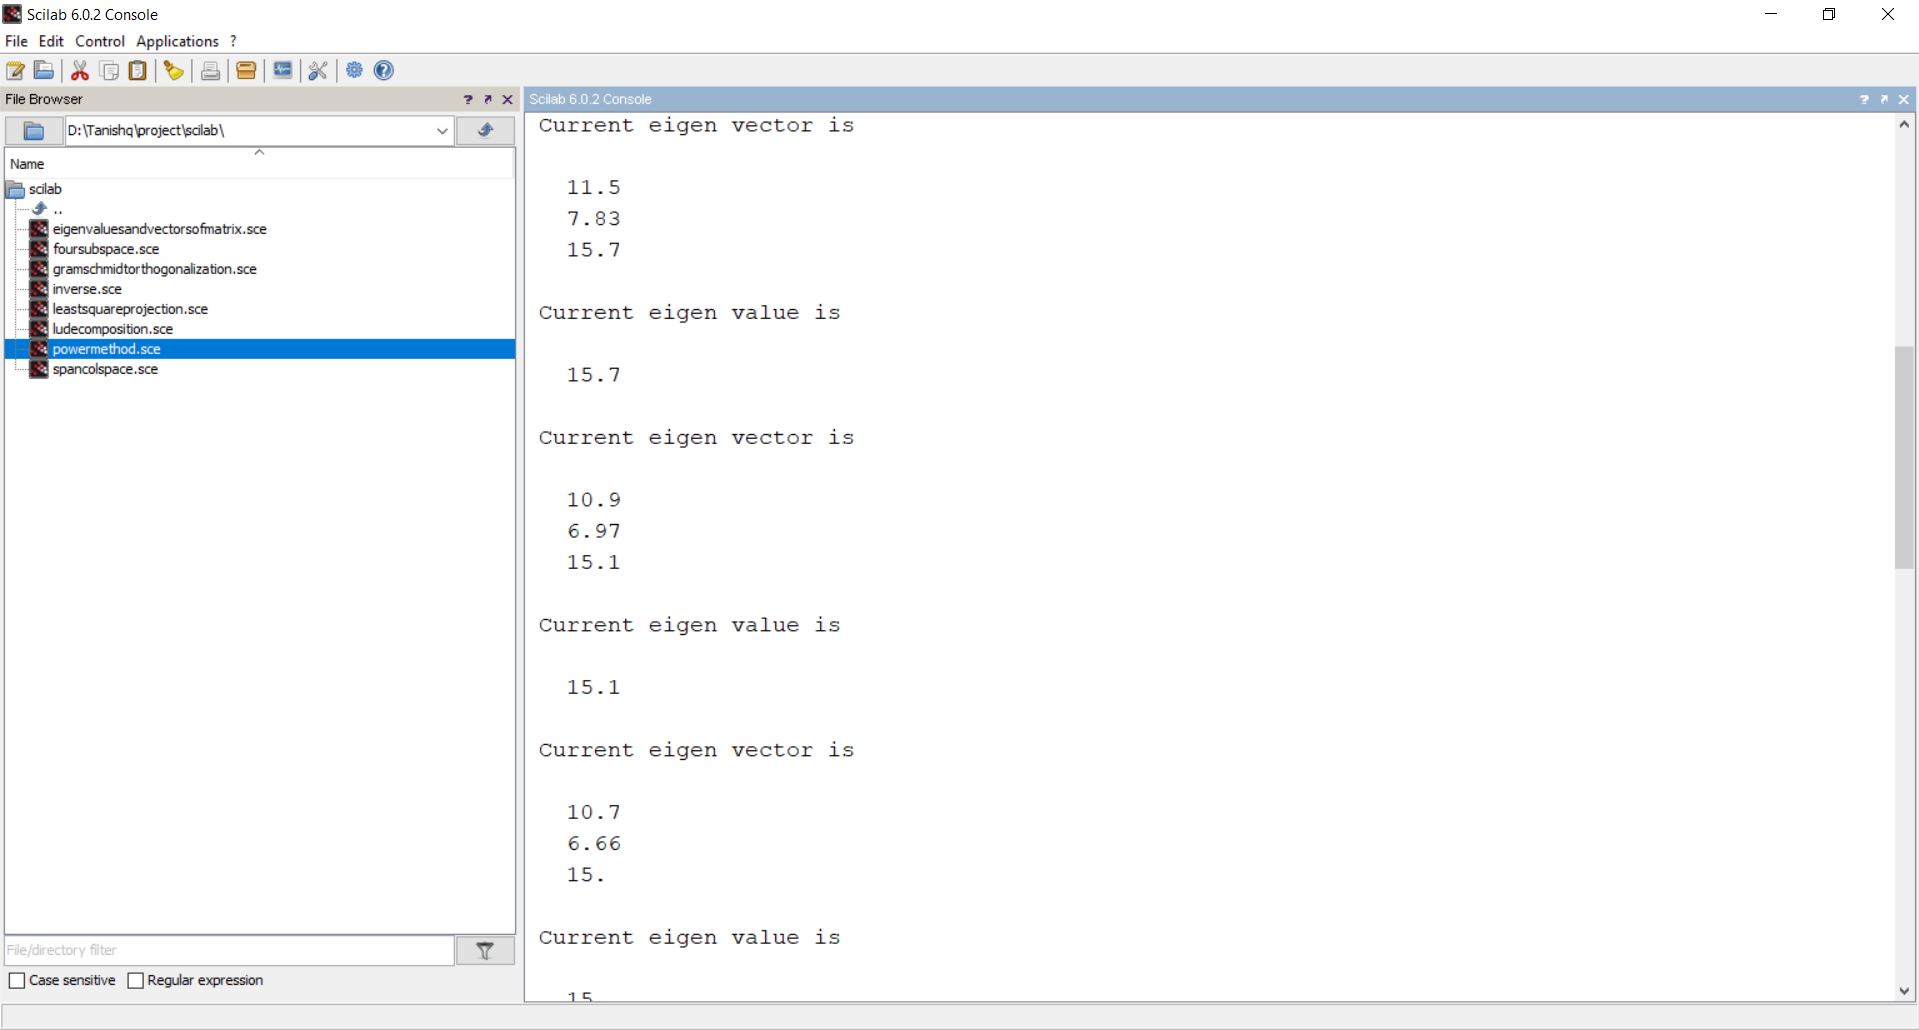 Scilab 6.0.2 Console
File Edit Control Applications ?
File Browser
D:\Tanishq\project\scilab\
Name
scilab
..
eigenvaluesandvectorsofmatrix.sce
foursubspace.sce
gramschmidtorthogonalization.sce
inverse.sce
leastsquareprojection.sce
ludecomposition.sce
powermethod.sce
spancolspace.sce
File/directory filter
Case sensitive Regular expression
Scilab 6.0.2 Console
Current eigen vector is
11.5
7.83
15.7
Current eigen value is
15.7
Current eigen vector is
10.9
6.97
15.1
Current eigen value is
15.1
Current eigen vector is
10.7
6.66
15.
Current eigen value is
15.